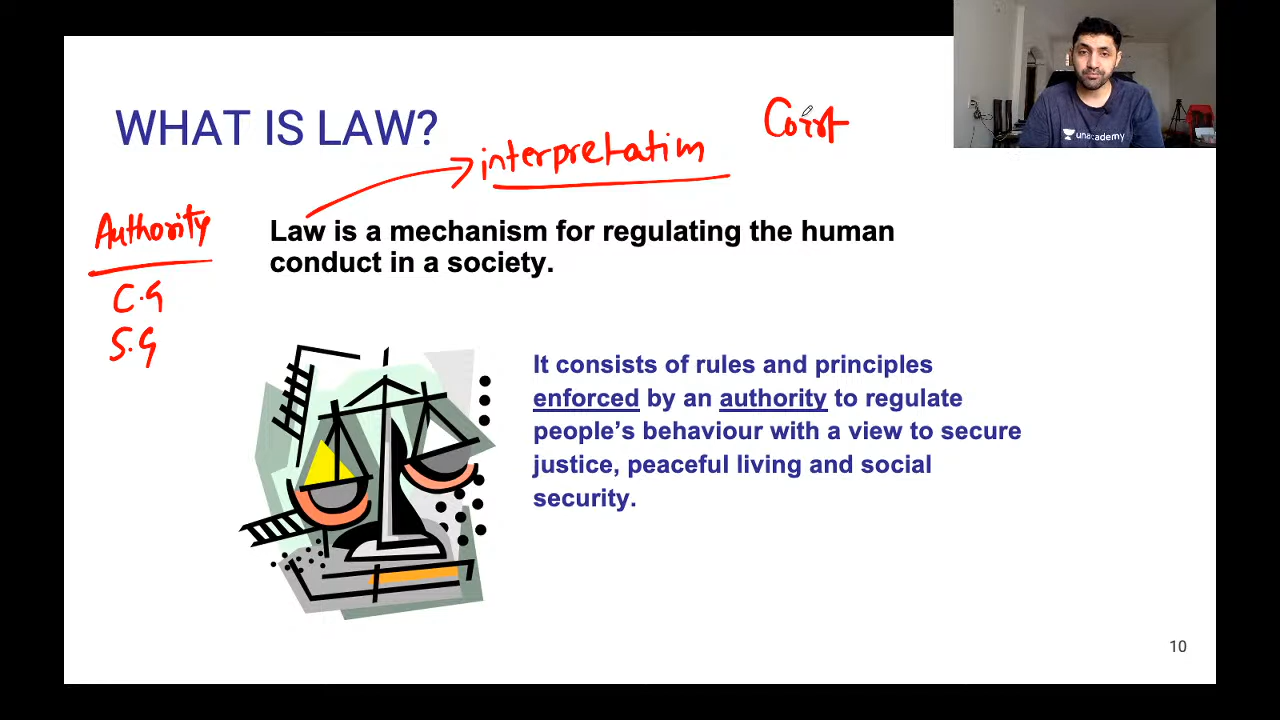 WHAT IS LAW?
Court
interpretation
unacademy
Authority
C.G
S.G
Law is a mechanism for regulating the human
conduct in a society.
It consists of rules and principles
enforced by an authority to regulate
people's behaviour with a view to secure
justice, peaceful living and social
security.
10